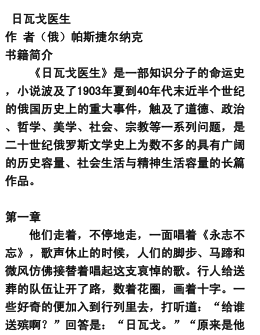 日瓦戈医生
作 者（俄）帕斯捷尔纳克
书籍简介
《日瓦戈医生》是一部知识分子的命运史
，小说波及了1903年夏到40年代末近半个世纪
的俄国历史上的重大事件，触及了道德、政治
、哲学、美学、社会、宗教等一系列问题，是
二十世纪俄罗斯文学史上为数不多的具有广阔
的历史容量、社会生活与精神生活容量的长篇
作品。
第一章
他们走着，不停地走，一面唱着《永志不
忘》，歌声休止的时候，人们的脚步、马蹄和
微风仿佛接替着唱起这支哀悼的歌。行人给送
葬的队伍让开了路，数着花圈，画着十字。一
些好奇的便加入到行列里去，打听道：“给谁
送殡啊？”回答是：“日瓦戈。”“原来是他